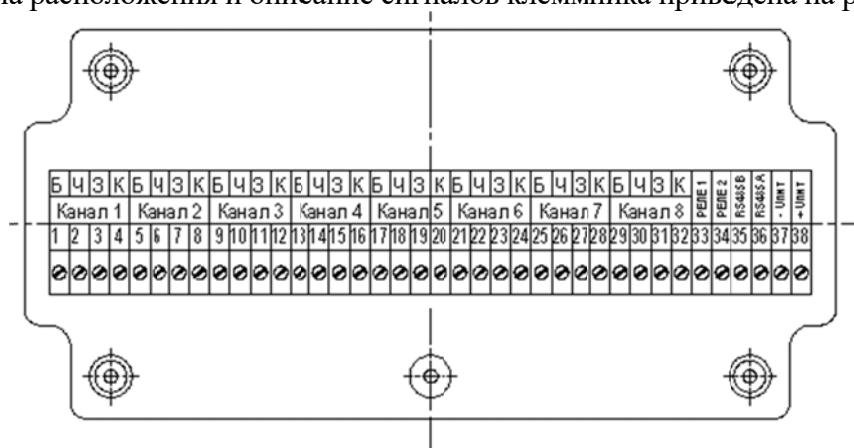 на расположения и описание сигналов клеммника приведена на р
Б Ч З К Б Ч З К Б Ч З К Б Ч З К Б Ч З К Б Ч З К Б Ч З К Б Ч З К РЕЛЕ 1 РЕЛЕ 2 RS485B RS485A - Uпит + Uпит
Канал 1 Канал 2 Канал 3 Канал 4 Канал 5 Канал 6 Канал 7 Канал 8
1 2 3 4 5 6 7 8 9 10 11 12 13 14 15 16 17 18 19 20 21 22 23 24 25 26 27 28 29 30 31 32 33 34 35 36 37 38